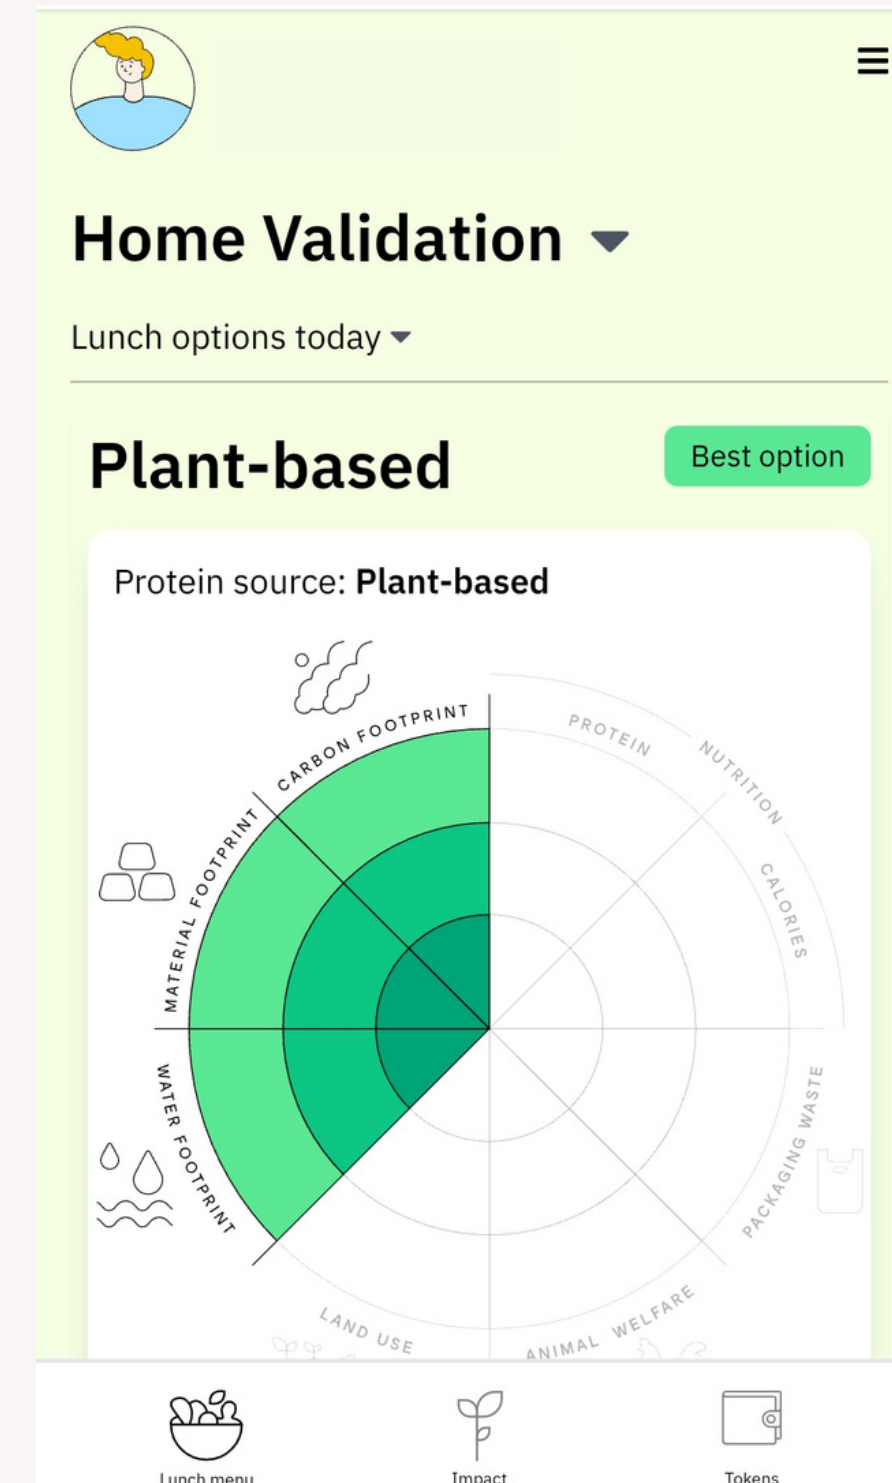 Home Validation
Lunch options today
Plant-based
Best option
Protein source: Plant-based
CARBON FOOTPRINT
PROTEIN
NUTRITION
MATERIAL FOOTPRINT
CALORIES
WATER FOOTPRINT
PACKAGING WASTE
LAND USE
ANIMAL WELFARE
Lunch menu
Impact
Tokens